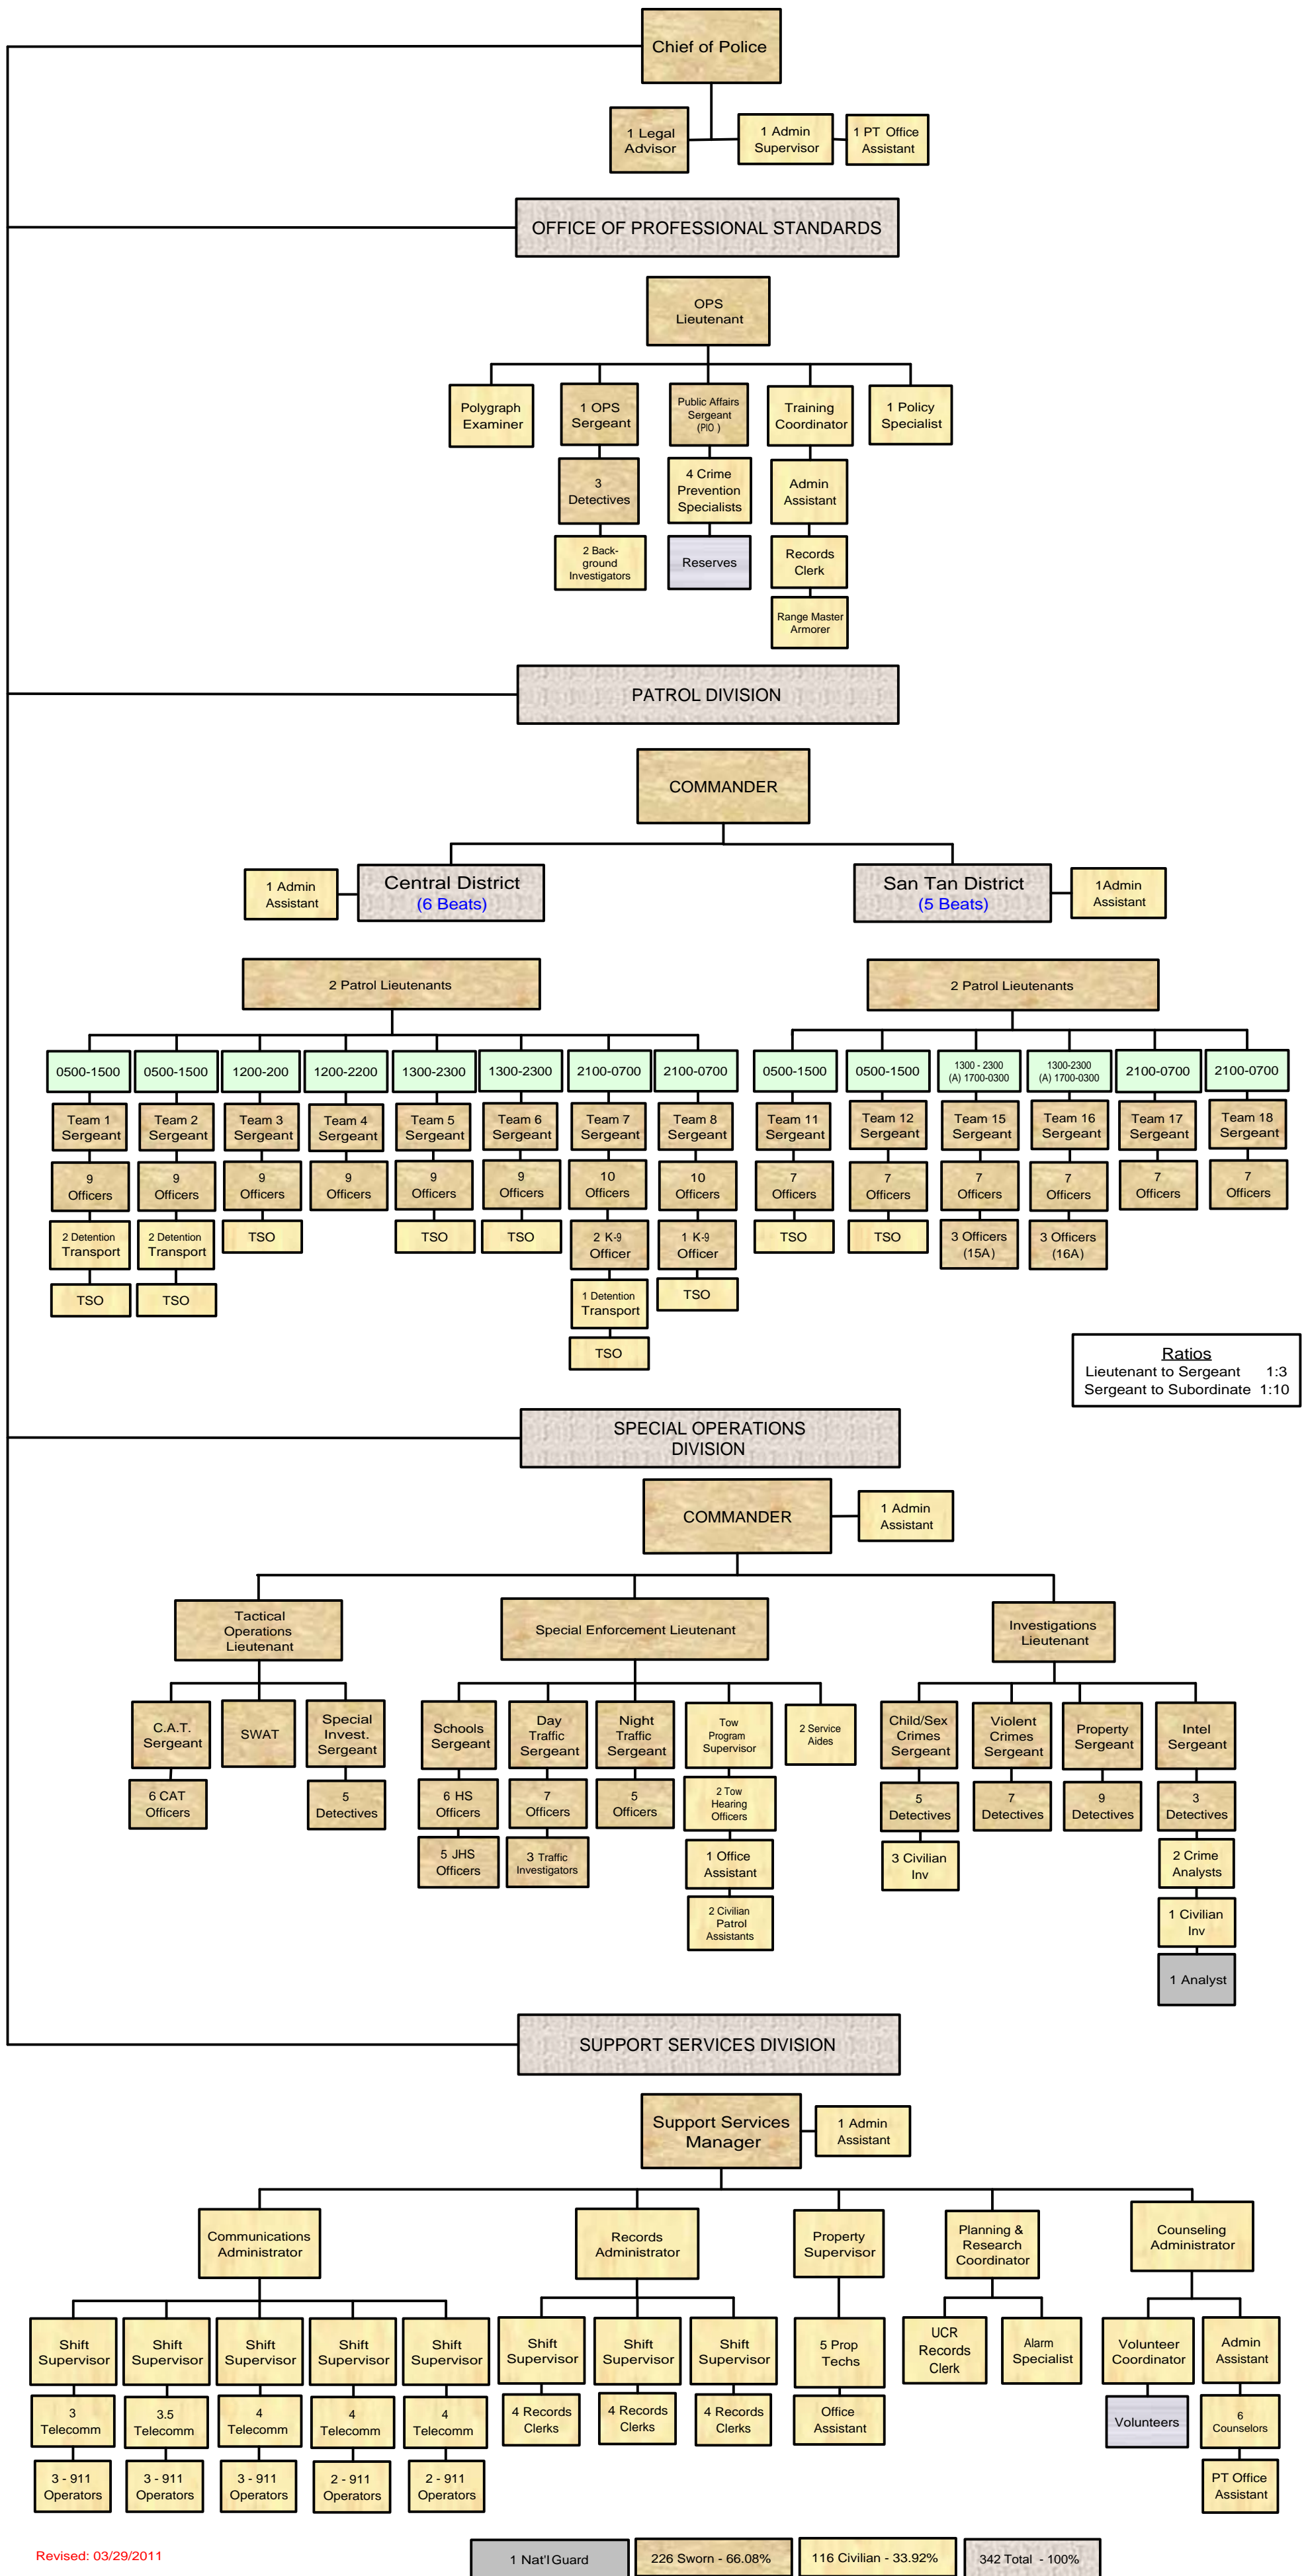 Chief of Police
1 Legal
Advisor
1 Admin
Supervisor
1 PT Office
Assistant
OFFICE OF PROFESSIONAL STANDARDS
OPS
Lieutenant
Polygraph
Examiner
1 OPS
Sergeant
Public Affairs
Sergeant
(PIO )
Training
Coordinator
1 Policy
Specialist
3
Detectives
4 Crime
Prevention
Specialists
Admin
Assistant
2 Back-
ground
Investigators
Reserves
Records
Clerk
Range Master
Armorer
PATROL DIVISION
COMMANDER
1 Admin
Assistant
Central District
(6 Beats)
San Tan District
(5 Beats)
1Admin
Assistant
2 Patrol Lieutenants
2 Patrol Lieutenants
0500-1500
0500-1500
1200-200
1200-2200
1300-2300
1300-2300
2100-0700
2100-0700
0500-1500
0500-1500
1300 - 2300
(A) 1700-0300
1300-2300
(A) 1700-0300
2100-0700
2100-0700
Team 1
Sergeant
Team 2
Sergeant
Team 3
Sergeant
Team 4
Sergeant
Team 5
Sergeant
Team 6
Sergeant
Team 7
Sergeant
Team 8
Sergeant
Team 11
Sergeant
Team 12
Sergeant
Team 15
Sergeant
Team 16
Sergeant
Team 17
Sergeant
Team 18
Sergeant
9
Officers
9
Officers
9
Officers
9
Officers
9
Officers
9
Officers
10
Officers
10
Officers
7
Officers
7
Officers
7
Officers
7
Officers
7
Officers
7
Officers
2 Detention
Transport
2 Detention
Transport
TSO
TSO
TSO
2 K-9
Officer
1 K-9
Officer
TSO
TSO
3 Officers
(15A)
3 Officers
(16A)
TSO
TSO
1 Detention
Transport
TSO
TSO
Ratios
Lieutenant to Sergeant 1:3
Sergeant to Subordinate 1:10
SPECIAL OPERATIONS
DIVISION
COMMANDER
1 Admin
Assistant
Tactical
Operations
Lieutenant
Special Enforcement Lieutenant
Investigations
Lieutenant
C.A.T.
Sergeant
SWAT
Special
Invest.
Sergeant
Schools
Sergeant
Day
Traffic
Sergeant
Night
Traffic
Sergeant
Tow
Program
Supervisor
2 Service
Aides
Child/Sex
Crimes
Sergeant
Violent
Crimes
Sergeant
Property
Sergeant
Intel
Sergeant
6 CAT
Officers
5
Detectives
6 HS
Officers
7
Officers
5
Officers
2 Tow
Hearing
Officers
5
Detectives
7
Detectives
9
Detectives
3
Detectives
5 JHS
Officers
3 Traffic
Investigators
1 Office
Assistant
3 Civilian
Inv
2 Crime
Analysts
2 Civilian
Patrol
Assistants
1 Civilian
Inv
1 Analyst
SUPPORT SERVICES DIVISION
Support Services
Manager
1 Admin
Assistant
Communications
Administrator
Records
Administrator
Property
Supervisor
Planning &
Research
Coordinator
Counseling
Administrator
Shift
Supervisor
Shift
Supervisor
Shift
Supervisor
Shift
Supervisor
Shift
Supervisor
Shift
Supervisor
Shift
Supervisor
Shift
Supervisor
5 Prop
Techs
UCR
Records
Clerk
Alarm
Specialist
Volunteer
Coordinator
Admin
Assistant
3
Telecomm
3.5
Telecomm
4
Telecomm
4
Telecomm
4
Telecomm
4 Records
Clerks
4 Records
Clerks
4 Records
Clerks
Office
Assistant
Volunteers
6
Counselors
3 - 911
Operators
3 - 911
Operators
3 - 911
Operators
2 - 911
Operators
2 - 911
Operators
PT Office
Assistant
Revised: 03/29/2011
1 Nat'l Guard
226 Sworn - 66.08%
116 Civilian - 33.92%
342 Total - 100%